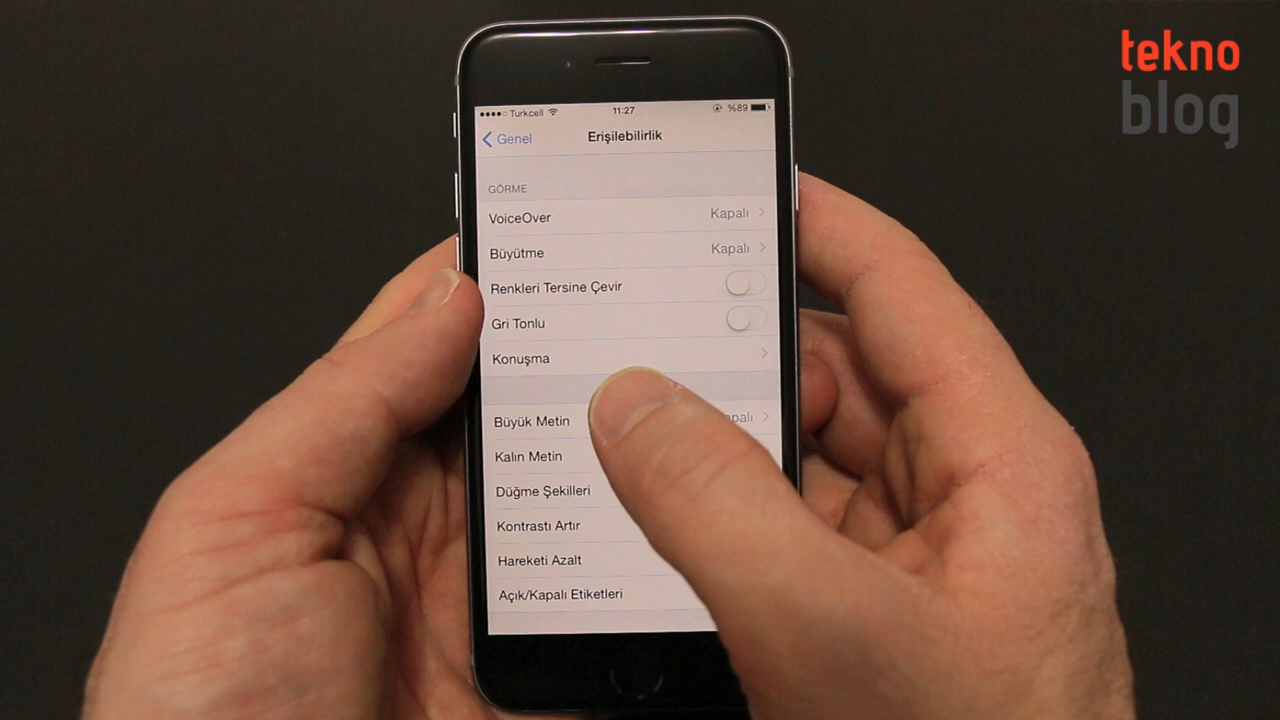 tekno
blog
Turkcell 11:27 %89
Genel Erişilebilirlik
GÖRME
VoiceOver Kapalı
Büyütme Kapalı
Renkleri Tersine Çevir
Gri Tonlu
Konuşma
Büyük Metin apalı
Kalın Metin
Düğme Şekilleri
Kontrastı Artır
Hareketi Azalt
Açık/Kapalı Etiketleri